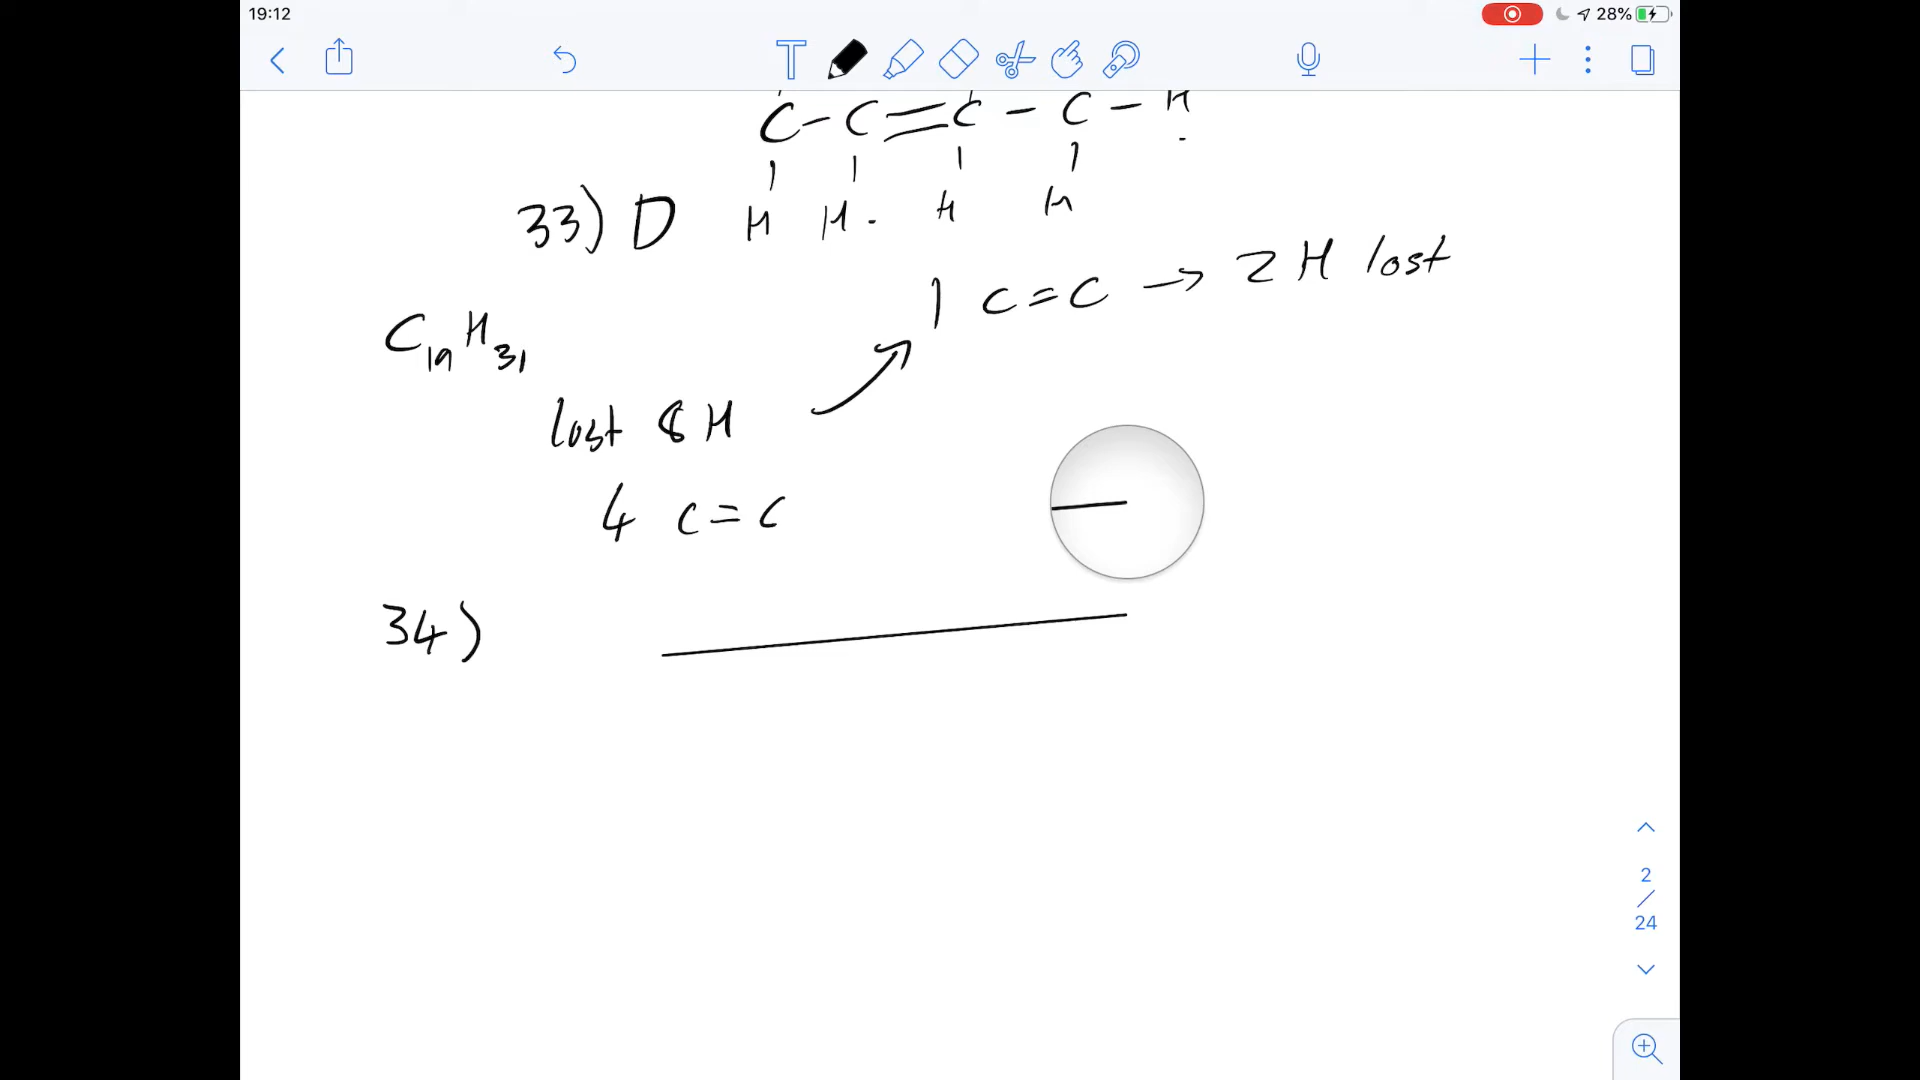 19:12
28%
C - C = C - C - H
H H H H
33) D
1 C=C → 2 H lost
C19H31
lost 8 H
4 C=C
34)
2
/
24